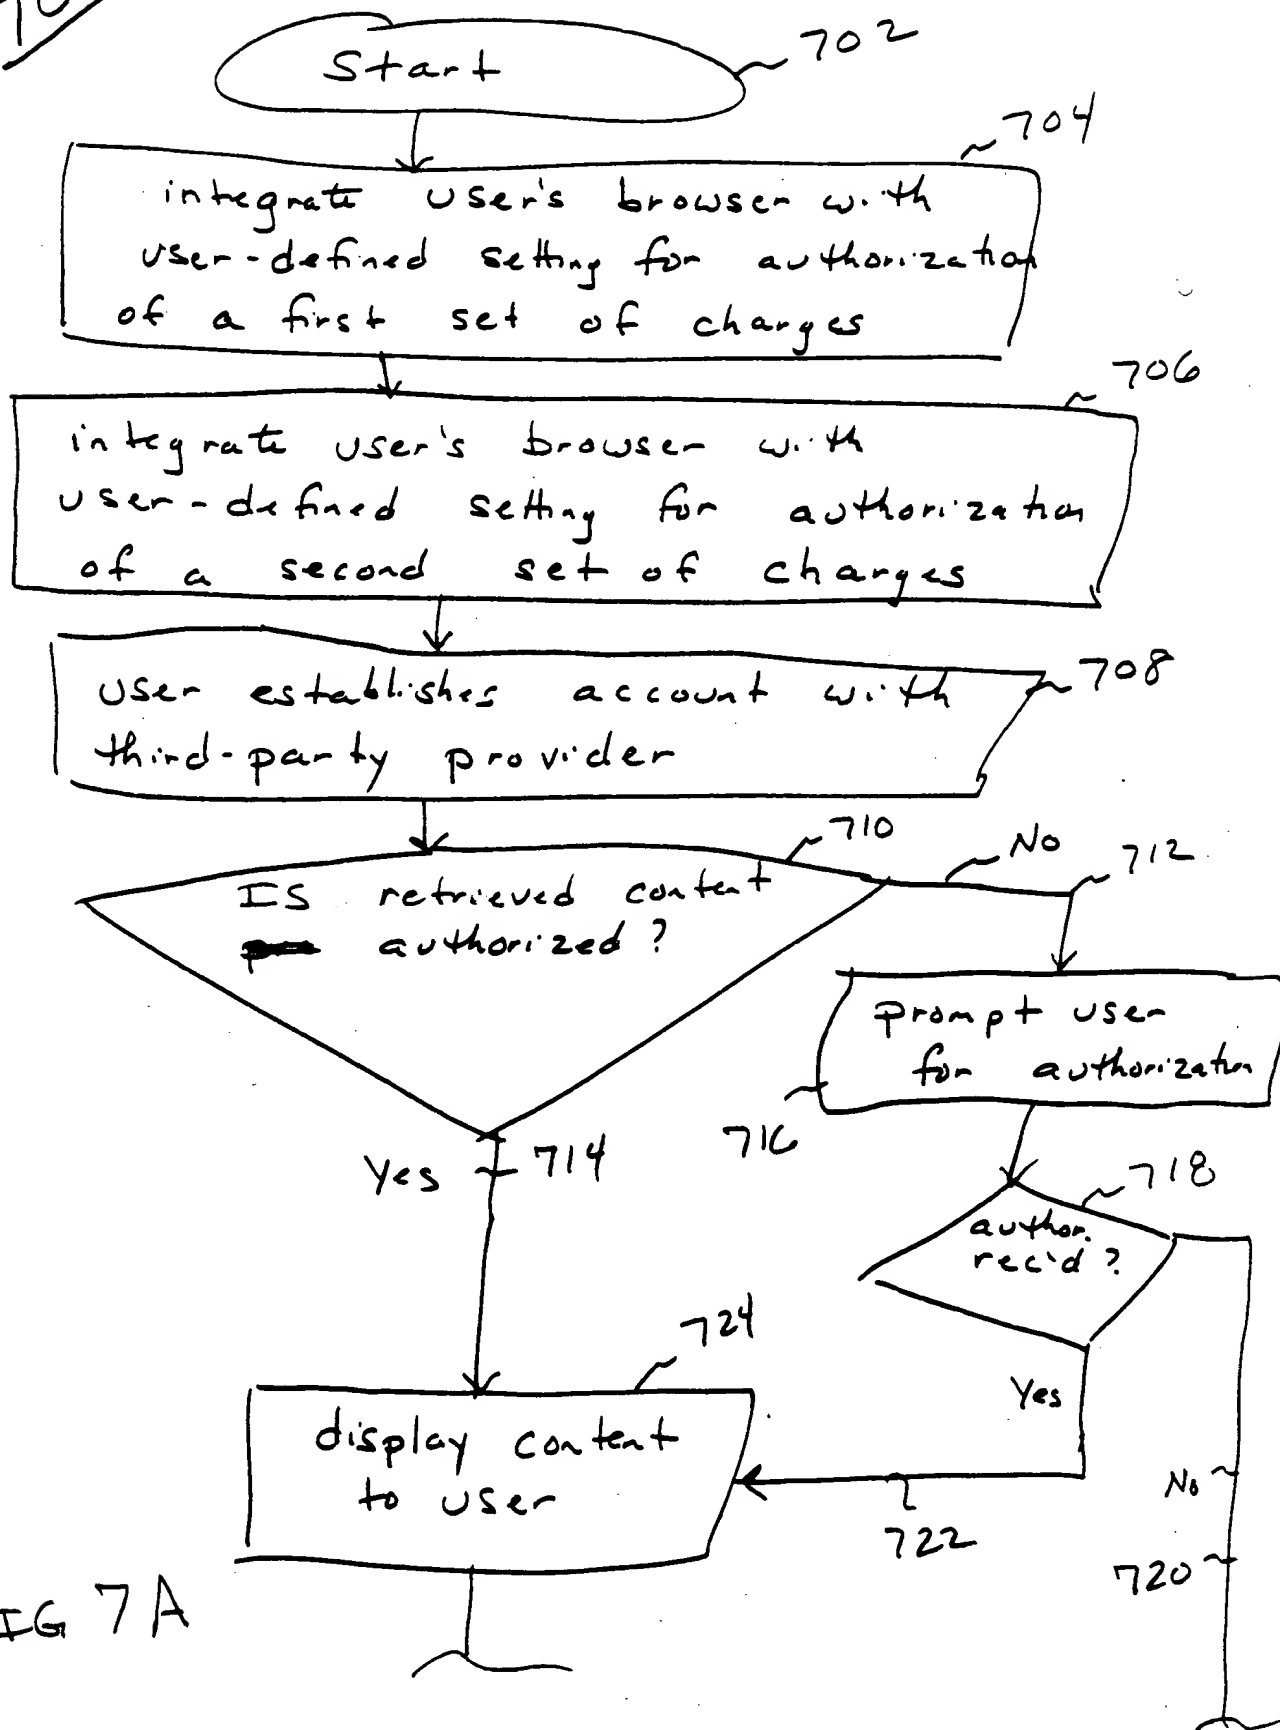 702
Start
704
integrate user's browser with
user-defined setting for authorization
of a first set of charges
706
integrate user's browser with
user-defined setting for authorization
of a second set of charges
708
user establishes account with
third-party provider
710
No
712
Is retrieved content
authorized?
prompt user
for authorization
716
Yes
714
718
author.
rec'd?
724
Yes
display content
to user
No
722
720
IG 7A